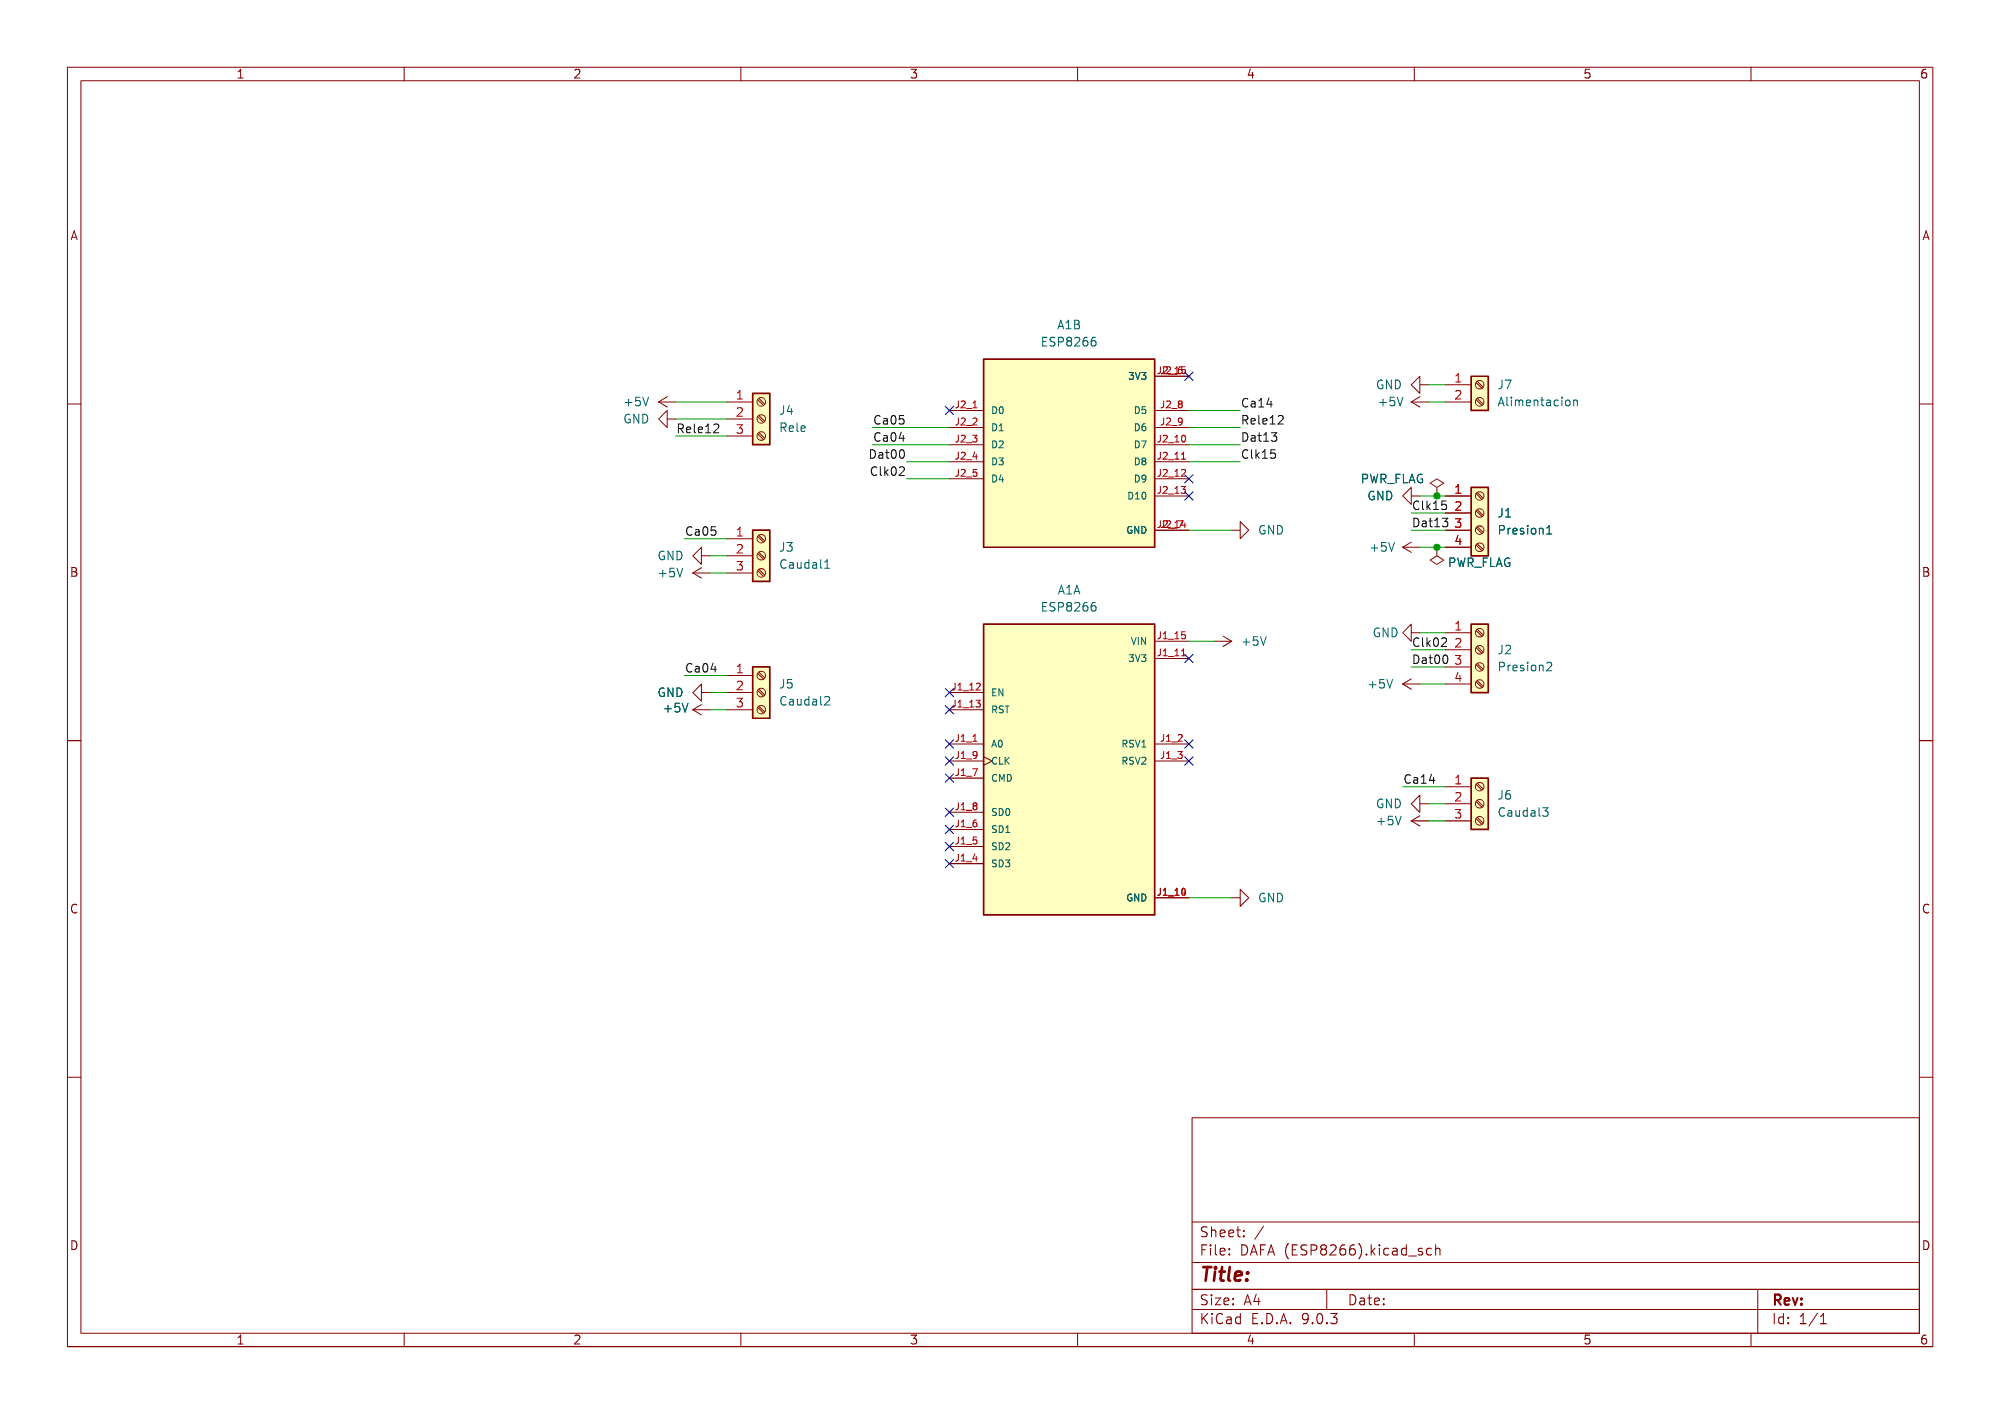 1 2 3 4 5 6
A A
A1B
ESP8266
3V3 J2_15
J2_1 D0 D5 J2_8 Ca14
Ca05 J2_2 D1 D6 J2_9 Rele12
Ca04 J2_3 D2 D7 J2_10 Dat13
Dat00 J2_4 D3 D8 J2_11 Clk15
Clk02 J2_5 D4 D9 J2_12
D10 J2_13
GND J2_14 GND
+5V 1
GND 2 J4
Rele12 3 Rele
GND 1 J7
+5V 2 Alimentacion
PWR_FLAG
GND 1
Clk15 2 J1
Dat13 3 Presion1
+5V 4
PWR_FLAG
Ca05 1
GND 2 J3
+5V 3 Caudal1
B B
A1A
ESP8266
VIN J1_15 +5V
3V3 J1_11
J1_12 EN
J1_13 RST
J1_1 A0 RSV1 J1_2
J1_9 CLK RSV2 J1_3
J1_7 CMD
J1_8 SD0
J1_6 SD1
J1_5 SD2
J1_4 SD3
GND J1_10 GND
GND 1
Clk02 2 J2
Dat00 3 Presion2
+5V 4
Ca04 1
GND 2 J5
+5V 3 Caudal2
Ca14 1
GND 2 J6
+5V 3 Caudal3
C C
D D
Sheet: /
File: DAFA (ESP8266).kicad_sch
Title:
Size: A4 Date: Rev:
KiCad E.D.A. 9.0.3 Id: 1/1
1 2 3 4 5 6